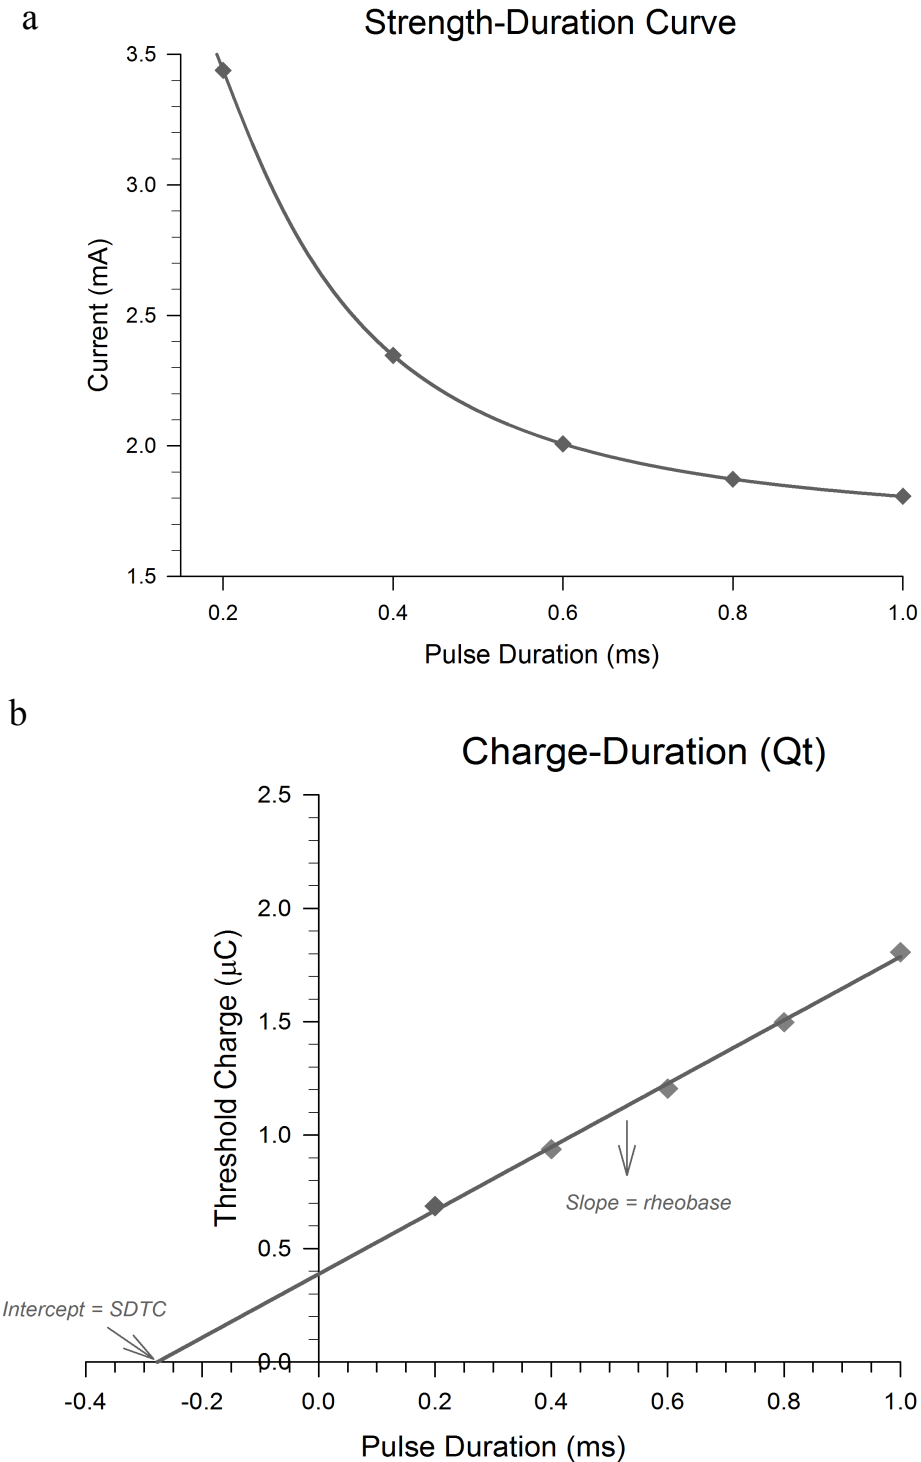 a
Strength-Duration Curve
3.5
3.0
2.5
2.0
1.5
Current (mA)
0.2 0.4 0.6 0.8 1.0
Pulse Duration (ms)
b
Charge-Duration (Qt)
2.5
2.0
1.5
1.0
0.5
0.0
Threshold Charge (μC)
Slope = rheobase
Intercept = SDTC
-0.4 -0.2 0.0 0.2 0.4 0.6 0.8 1.0
Pulse Duration (ms)